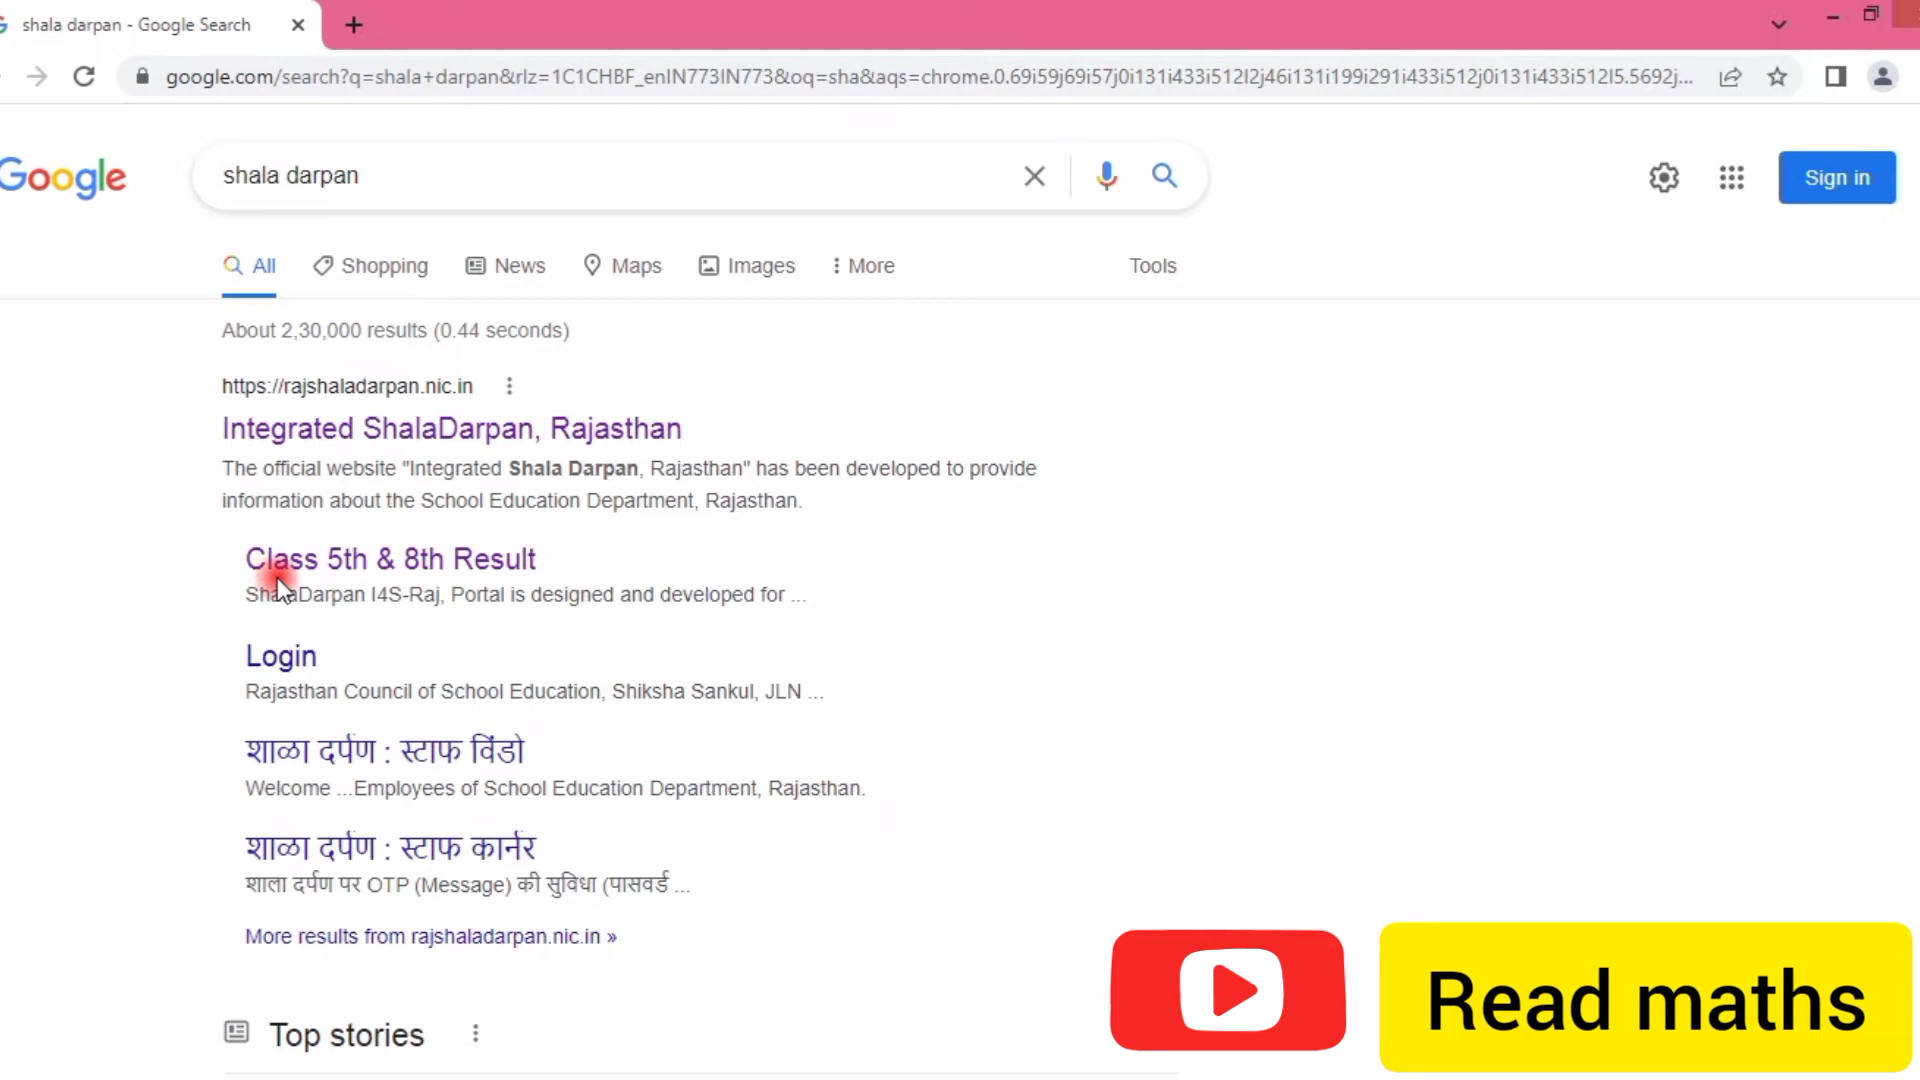 shala darpan - Google Search
google.com/search?q=shala+darpan&rlz=1C1CHBF_enIN773IN773&oq=sha&aqs=chrome.0.69i59j69i57j0i131i433i512l2j46i131i199i291i433i512j0i131i433i512l5.5692j...
Google
shala darpan
Sign in
All
Shopping
News
Maps
Images
More
Tools
About 2,30,000 results (0.44 seconds)
https://rajshaladarpan.nic.in
Integrated ShalaDarpan, Rajasthan
The official website "Integrated Shala Darpan, Rajasthan" has been developed to provide
information about the School Education Department, Rajasthan.
Class 5th & 8th Result
ShalaDarpan I4S-Raj, Portal is designed and developed for ...
Login
Rajasthan Council of School Education, Shiksha Sankul, JLN ...
शाळा दर्पण : स्टाफ विंडो
Welcome ...Employees of School Education Department, Rajasthan.
शाळा दर्पण : स्टाफ कार्नर
शाला दर्पण पर OTP (Message) की सुविधा (पासवर्ड ...
More results from rajshaladarpan.nic.in »
Top stories
Read maths